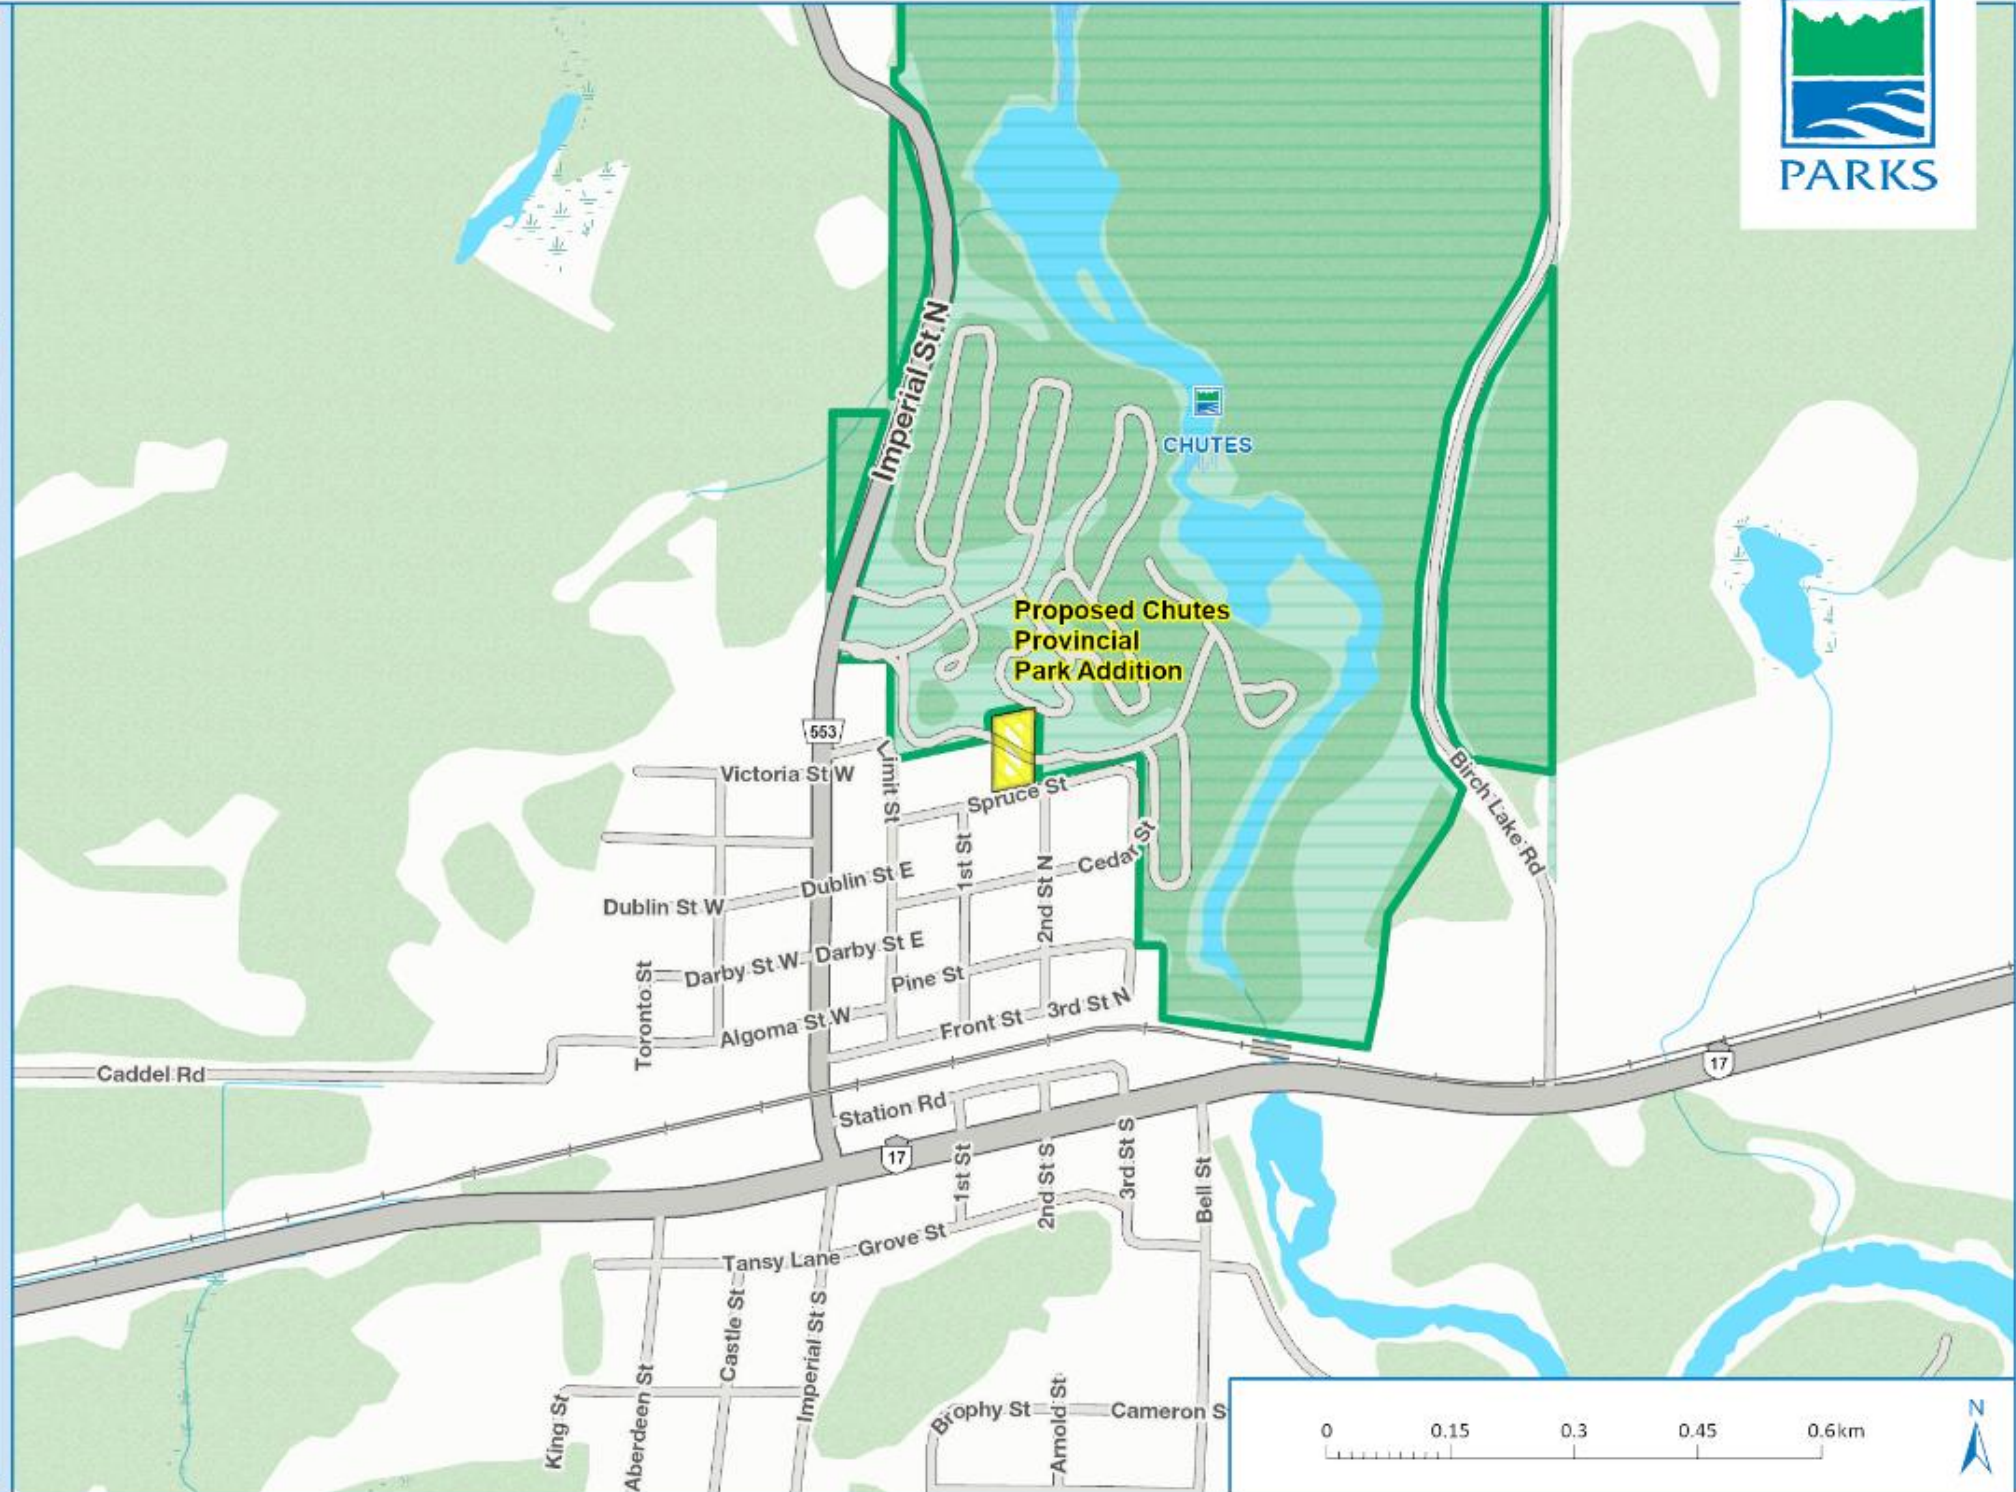 PARKS
Imperial St N
CHUTES
Proposed Chutes
Provincial
Park Addition
553
Victoria St W
Limit St
Spruce St
Birch Lake Rd
1st St
2nd St N
Cedar St
Dublin St E
Dublin St W
Darby St W
Darby St E
Pine St
Toronto St
Algoma St W
Front St
3rd St N
Caddel Rd
17
Station Rd
17
1st St
2nd St S
3rd St S
Bell St
Tansy Lane
Grove St
Castle St
Imperial St S
King St
Aberdeen St
Brophy St
Arnold St
Cameron S
0
0.15
0.3
0.45
0.6km
N